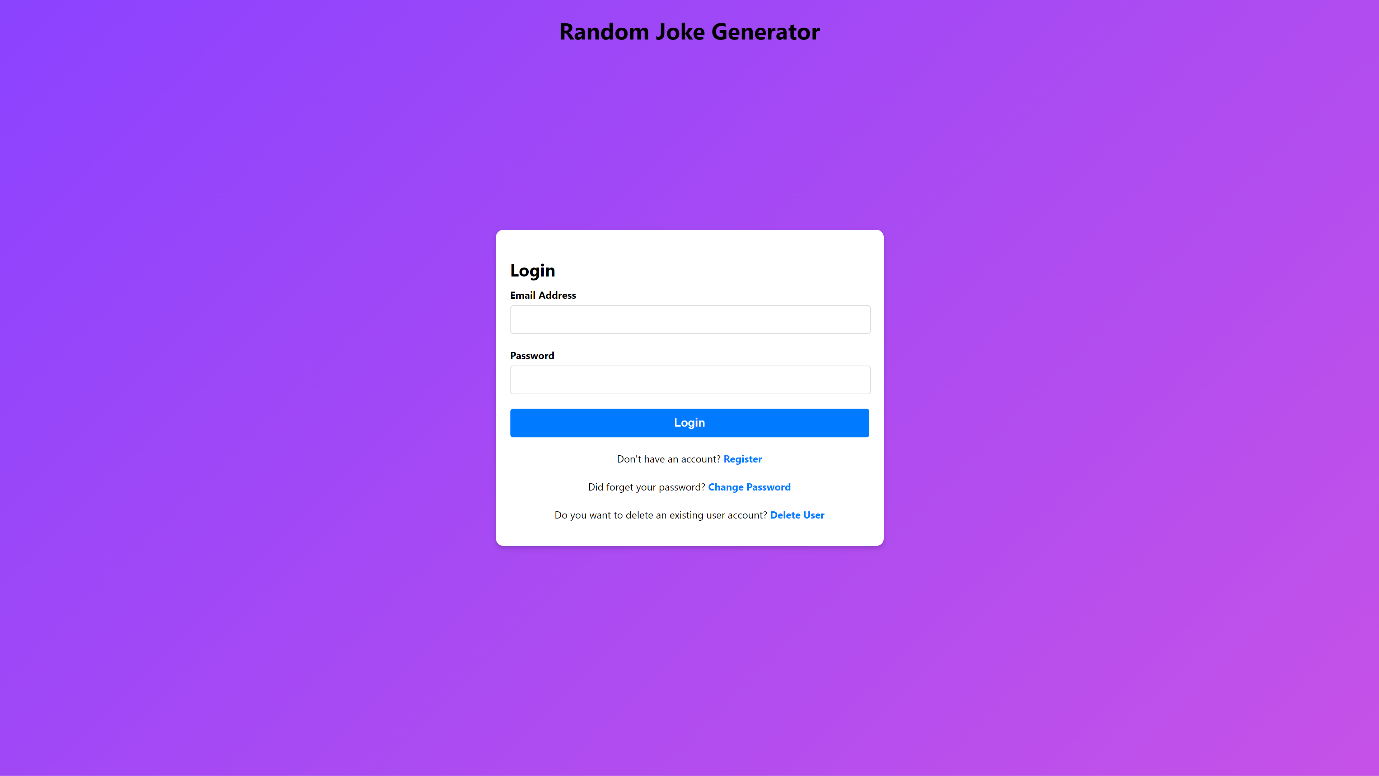 Random Joke Generator
Login
Email Address
Password
Login
Don't have an account? Register
Did forget your password? Change Password
Do you want to delete an existing user account? Delete User